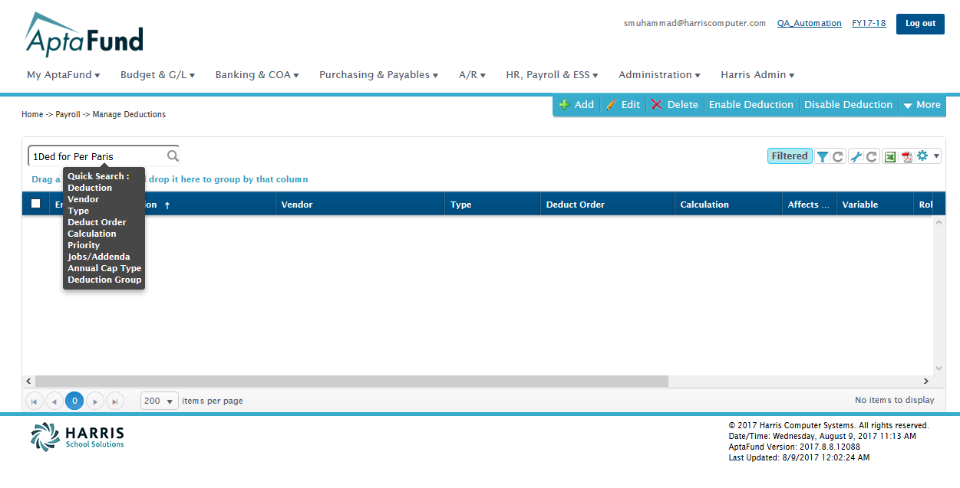 AptaFund
smuhammad@harriscomputer.com QA_Automation FY17-18 Log out
My AptaFund Budget & G/L Banking & COA Purchasing & Payables A/R HR, Payroll & ESS Administration Harris Admin
Add Edit Delete Enable Deduction Disable Deduction More
Home -> Payroll -> Manage Deductions
1Ded for Per Paris
Filtered
Drag a drop it here to group by that column
Quick Search :
Deduction
Vendor
Type
Deduct Order
Calculation
Priority
Jobs/Addenda
Annual Cap Type
Deduction Group
Vendor Type Deduct Order Calculation Affects ... Variable Rol
0 200 items per page No items to display
HARRIS
School Solutions
© 2017 Harris Computer Systems. All rights reserved.
Date/Time: Wednesday, August 9, 2017 11:13 AM
AptaFund Version: 2017.8.8.12088
Last Updated: 8/9/2017 12:02:24 AM